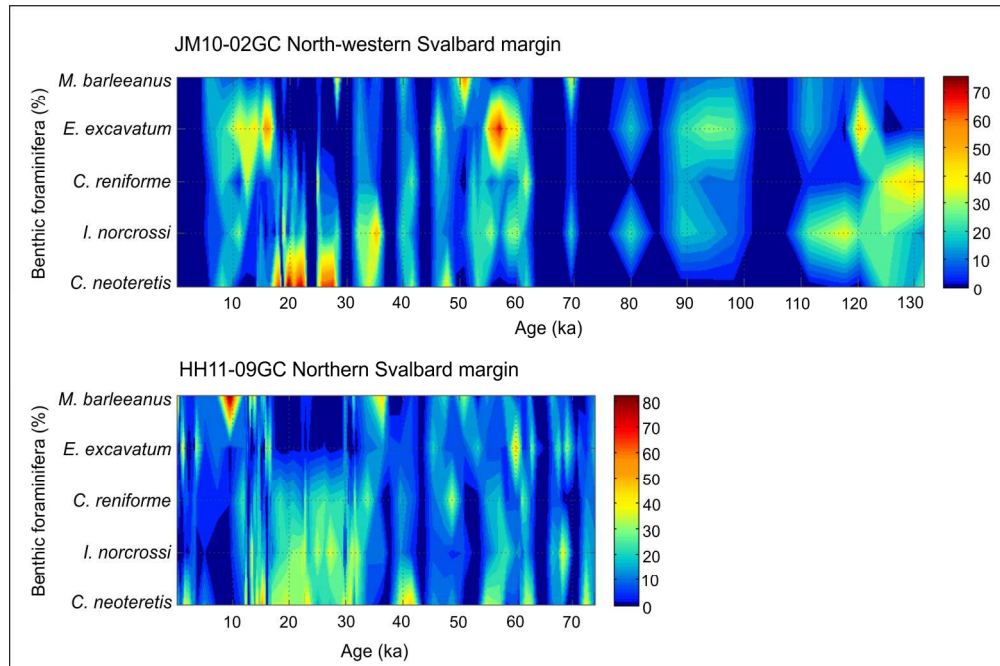 JM10-02GC North-western Svalbard margin
Benthic foraminifera (%)
M. barleeanus
E. excavatum
C. reniforme
I. norcrossi
C. neoteretis
10 20 30 40 50 60 70 80 90 100 110 120 130
Age (ka)
70
60
50
40
30
20
10
0
HH11-09GC Northern Svalbard margin
Benthic foraminifera (%)
M. barleeanus
E. excavatum
C. reniforme
I. norcrossi
C. neoteretis
10 20 30 40 50 60 70
Age (ka)
80
70
60
50
40
30
20
10
0